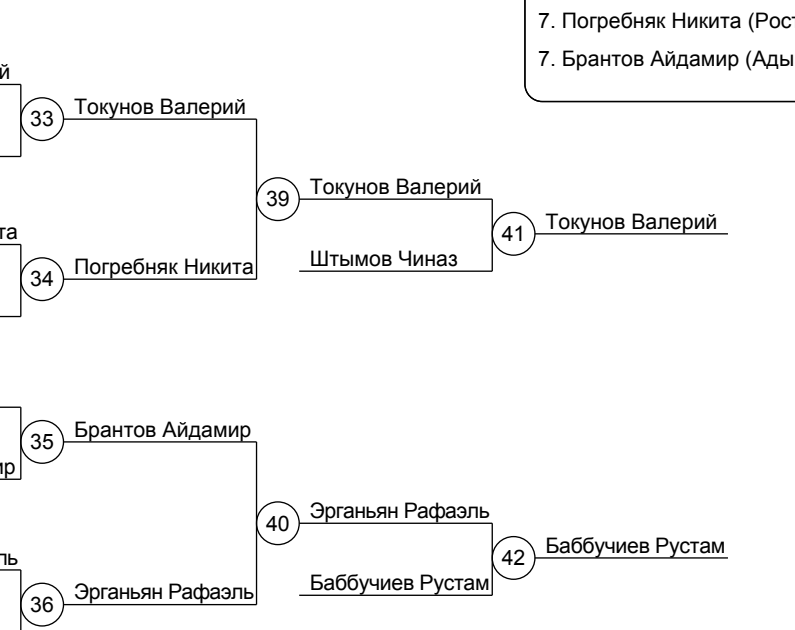 7. Погребняк Никита
7. Брантов Айдамир
33 Токунов Валерий
39 Токунов Валерий
41 Токунов Валерий
Штымов Чиназ
34 Погребняк Никита
35 Брантов Айдамир
40 Эрганьян Рафаэль
42 Баббучиев Рустам
Баббучиев Рустам
36 Эрганьян Рафаэль